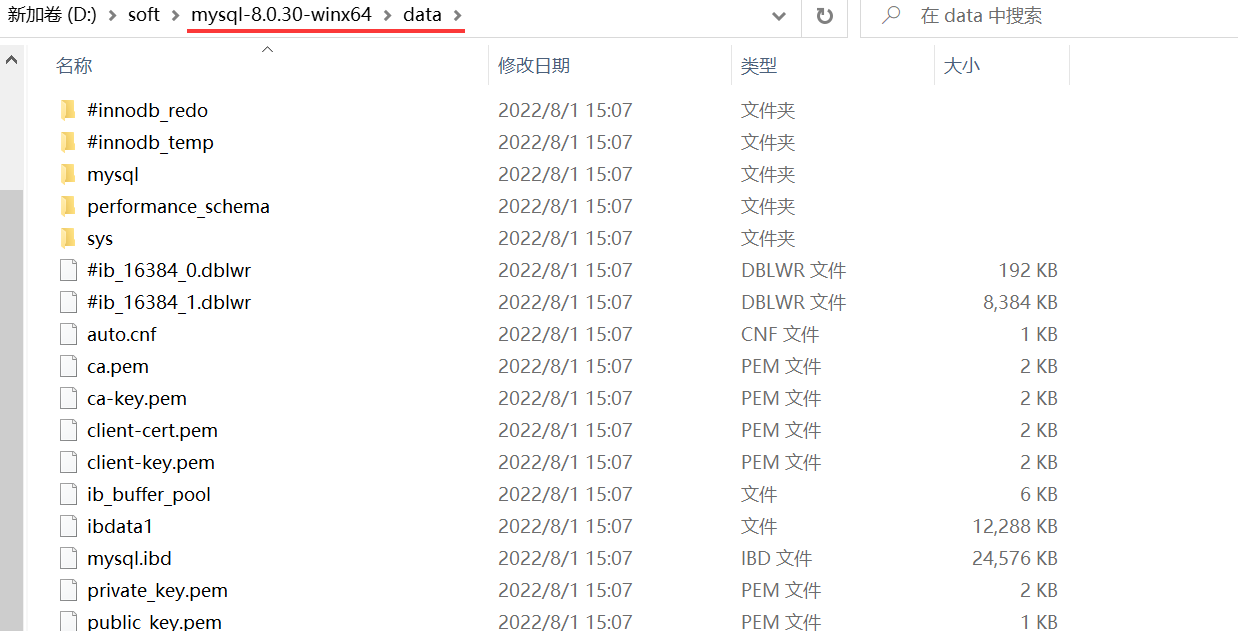 新加卷 (D:) > soft > mysql-8.0.30-winx64 > data > 在 data 中搜索
名称 修改日期 类型 大小
#innodb_redo 2022/8/1 15:07 文件夹
#innodb_temp 2022/8/1 15:07 文件夹
mysql 2022/8/1 15:07 文件夹
performance_schema 2022/8/1 15:07 文件夹
sys 2022/8/1 15:07 文件夹
#ib_16384_0.dblwr 2022/8/1 15:07 DBLWR 文件 192 KB
#ib_16384_1.dblwr 2022/8/1 15:07 DBLWR 文件 8,384 KB
auto.cnf 2022/8/1 15:07 CNF 文件 1 KB
ca.pem 2022/8/1 15:07 PEM 文件 2 KB
ca-key.pem 2022/8/1 15:07 PEM 文件 2 KB
client-cert.pem 2022/8/1 15:07 PEM 文件 2 KB
client-key.pem 2022/8/1 15:07 PEM 文件 2 KB
ib_buffer_pool 2022/8/1 15:07 文件 6 KB
ibdata1 2022/8/1 15:07 文件 12,288 KB
mysql.ibd 2022/8/1 15:07 IBD 文件 24,576 KB
private_key.pem 2022/8/1 15:07 PEM 文件 2 KB
public_key.pem 2022/8/1 15:07 PEM 文件 1 KB